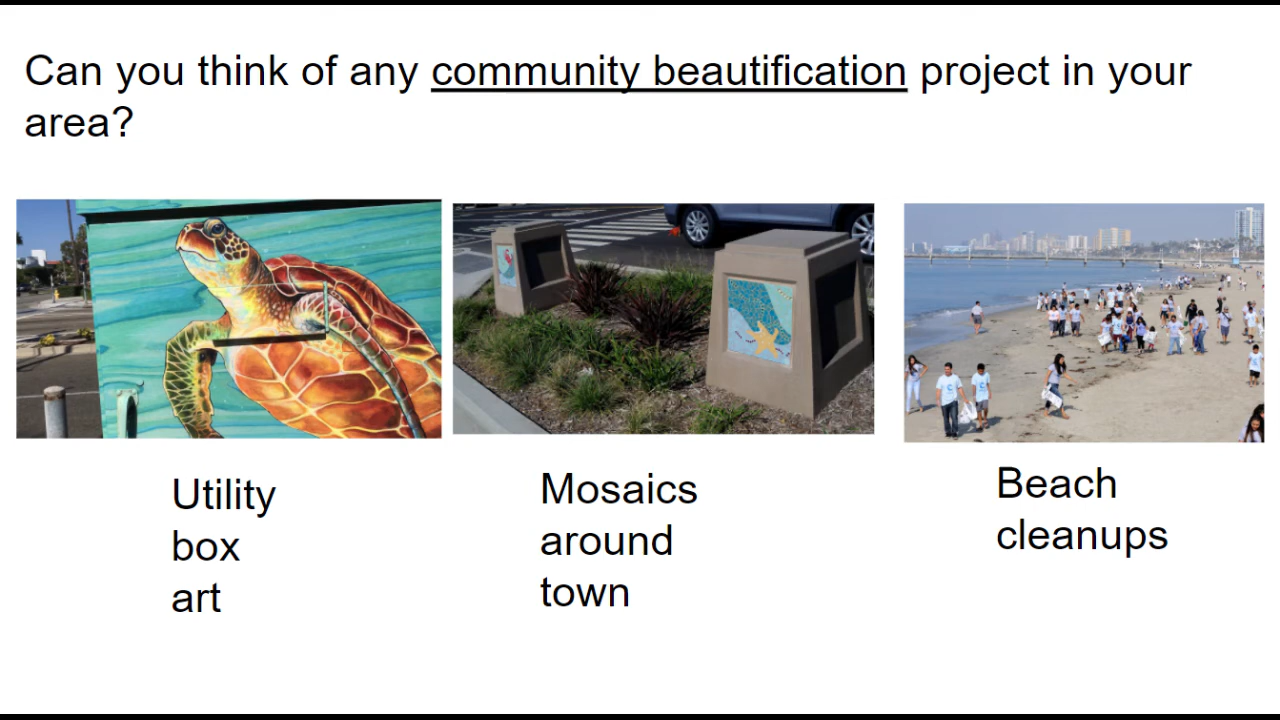 Can you think of any community beautification project in your
area?
Utility
box
art
Mosaics
around
town
Beach
cleanups